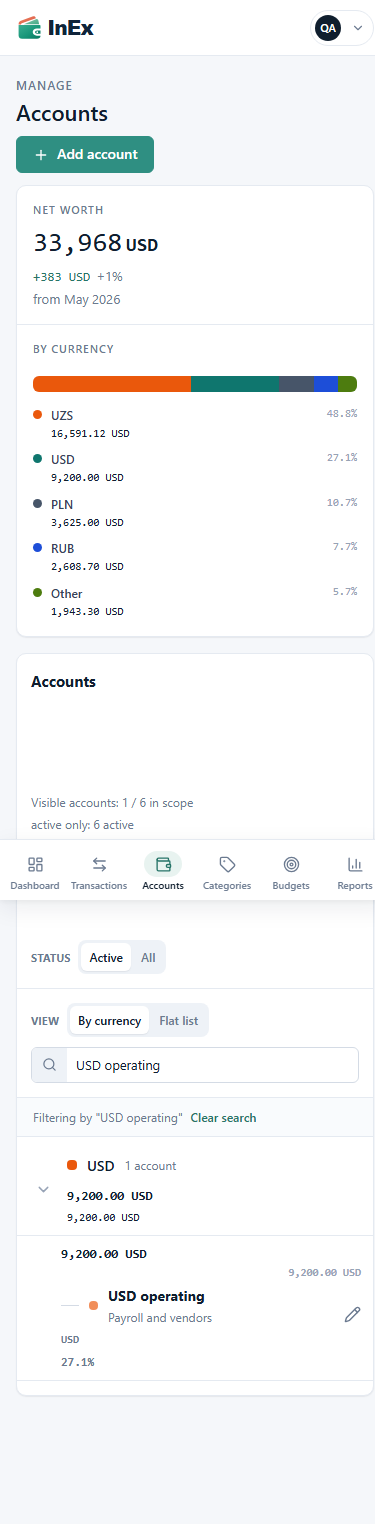 InEx
QA
MANAGE
Accounts
Add account
NET WORTH
33,968 USD
+383 USD +1%
from May 2026
BY CURRENCY
UZS 48.8%
16,591.12 USD
USD 27.1%
9,200.00 USD
PLN 10.7%
3,625.00 USD
RUB 7.7%
2,608.70 USD
Other 5.7%
1,943.30 USD
Accounts
Visible accounts: 1 / 6 in scope
active only: 6 active
Dashboard Transactions Accounts Categories Budgets Reports
STATUS Active All
VIEW By currency Flat list
USD operating
Filtering by "USD operating" Clear search
USD 1 account
9,200.00 USD
9,200.00 USD
9,200.00 USD
9,200.00 USD
USD operating
Payroll and vendors
USD
27.1%